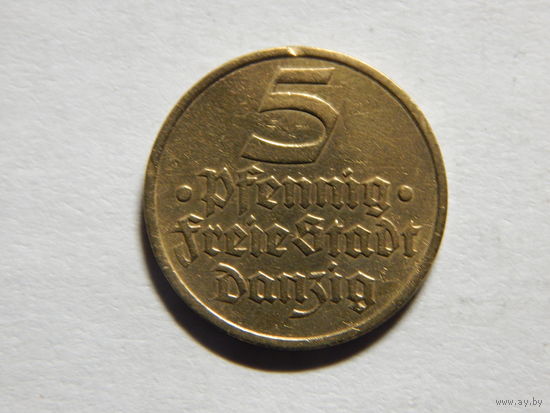 5
· Pfennig ·
Freie Stadt
Danzig
www.ay.by